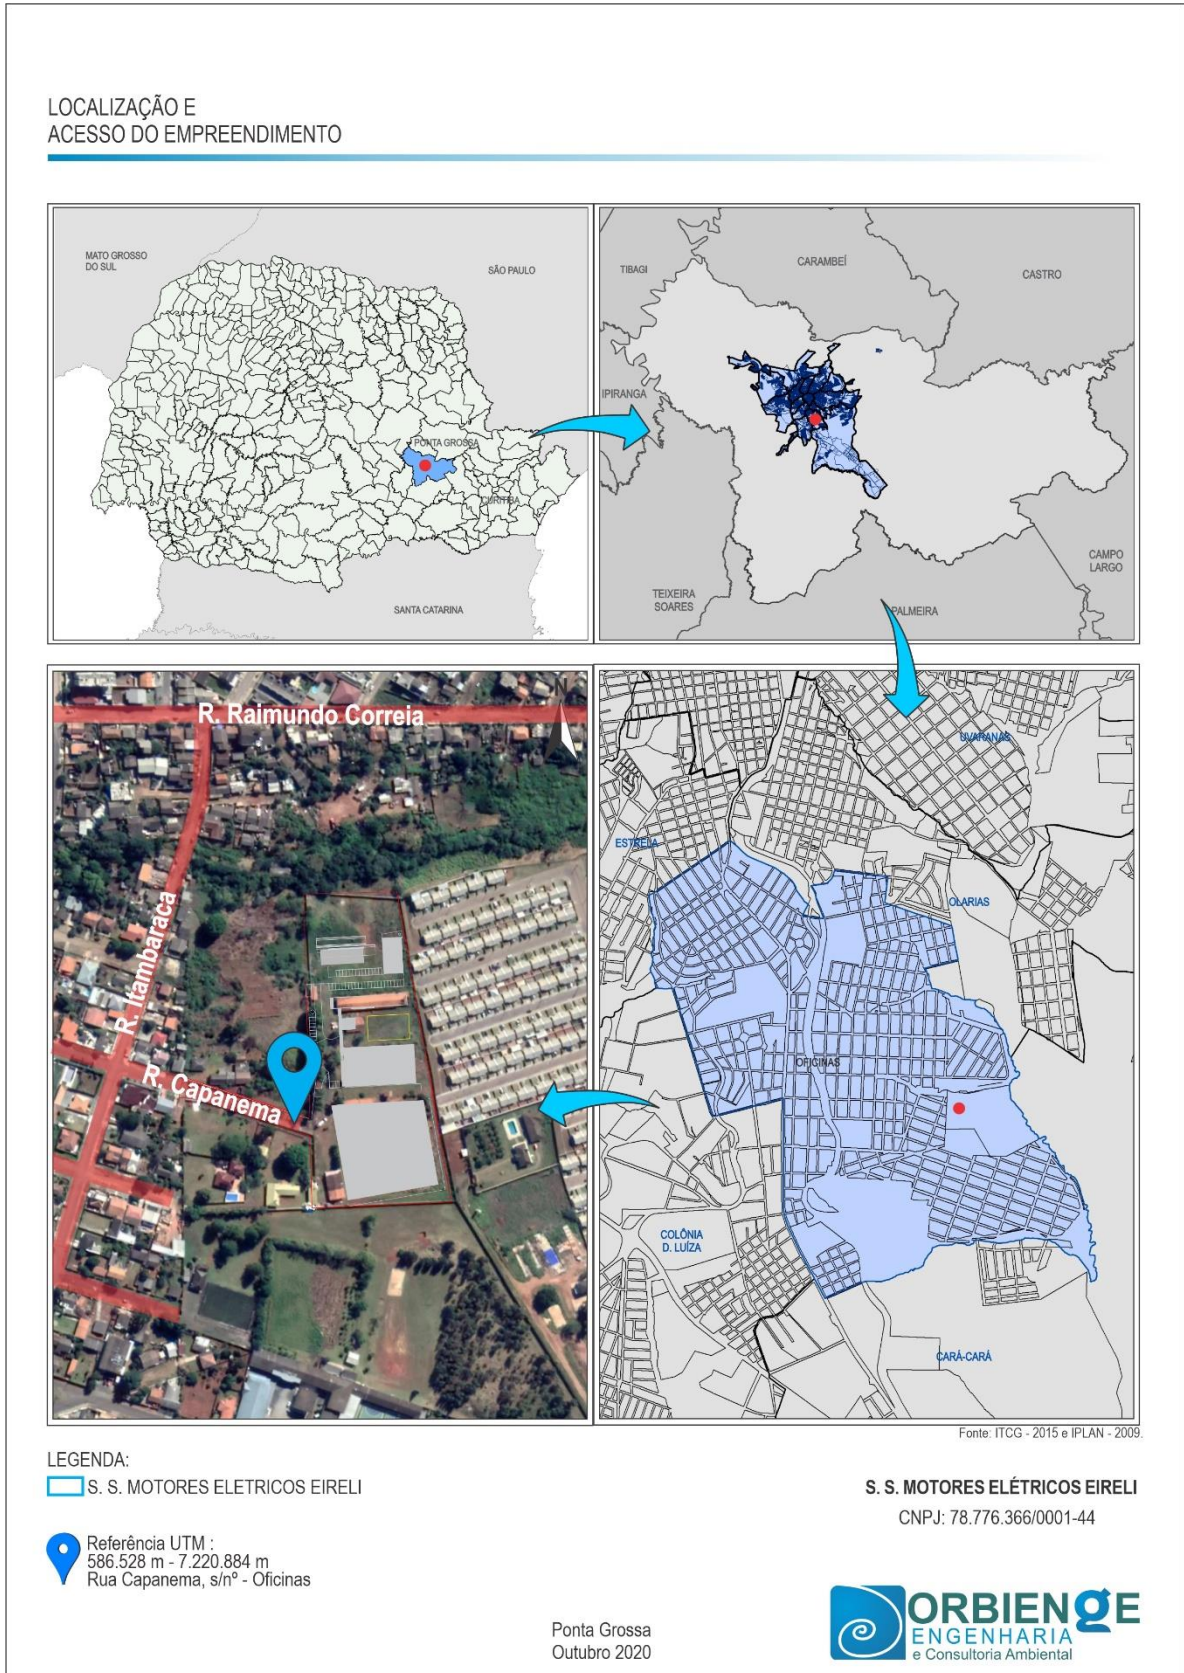 LOCALIZAÇÃO E
ACESSO DO EMPREENDIMENTO
MATO GROSSO
DO SUL
SÃO PAULO
PONTA GROSSA
CURITIBA
SANTA CATARINA
TIBAGI
CARAMBEÍ
CASTRO
IPIRANGA
CAMPO
LARGO
TEIXEIRA
SOARES
PALMEIRA
R. Raimundo Correia
N
R. Itambaraca
R. Capanema
UVARANAS
ESTRELA
OLARIAS
OFICINAS
COLÔNIA
D. LUÍZA
CARÁ-CARÁ
Fonte: ITCG - 2015 e IPLAN - 2009.
LEGENDA:
S. S. MOTORES ELETRICOS EIRELI
S. S. MOTORES ELÉTRICOS EIRELI
CNPJ: 78.776.366/0001-44
Referência UTM :
586.528 m - 7.220.884 m
Rua Capanema, s/nº - Oficinas
Ponta Grossa
Outubro 2020
ORBIENGE
ENGENHARIA
e Consultoria Ambiental